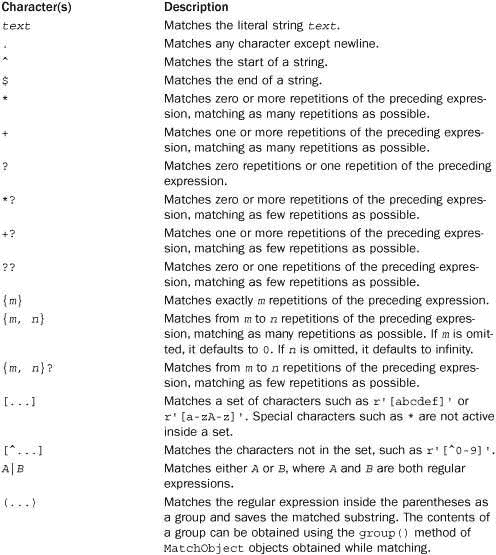 Character(s) Description
text Matches the literal string text.
. Matches any character except newline.
^ Matches the start of a string.
$ Matches the end of a string.
* Matches zero or more repetitions of the preceding expres-
sion, matching as many repetitions as possible.
+ Matches one or more repetitions of the preceding expres-
sion, matching as many repetitions as possible.
? Matches zero repetitions or one repetition of the preceding
expression.
*? Matches zero or more repetitions of the preceding expres-
sion, matching as few repetitions as possible.
+? Matches one or more repetitions of the preceding expres-
sion, matching as few repetitions as possible.
?? Matches zero or one repetitions of the preceding expres-
sion, matching as few repetitions as possible.
{m} Matches exactly m repetitions of the preceding expression.
{m, n} Matches from m to n repetitions of the preceding expres-
sion, matching as many repetitions as possible. If m is omit-
ted, it defaults to 0. If n is omitted, it defaults to infinity.
{m, n}? Matches from m to n repetitions of the preceding expres-
sion, matching as few repetitions as possible.
[...] Matches a set of characters such as r'[abcdef]' or
r'[a-zA-z]'. Special characters such as * are not active
inside a set.
[^...] Matches the characters not in the set, such as r'[^0-9]'.
A|B Matches either A or B, where A and B are both regular
expressions.
(...) Matches the regular expression inside the parentheses as
a group and saves the matched substring. The contents of
a group can be obtained using the group() method of
MatchObject objects obtained while matching.